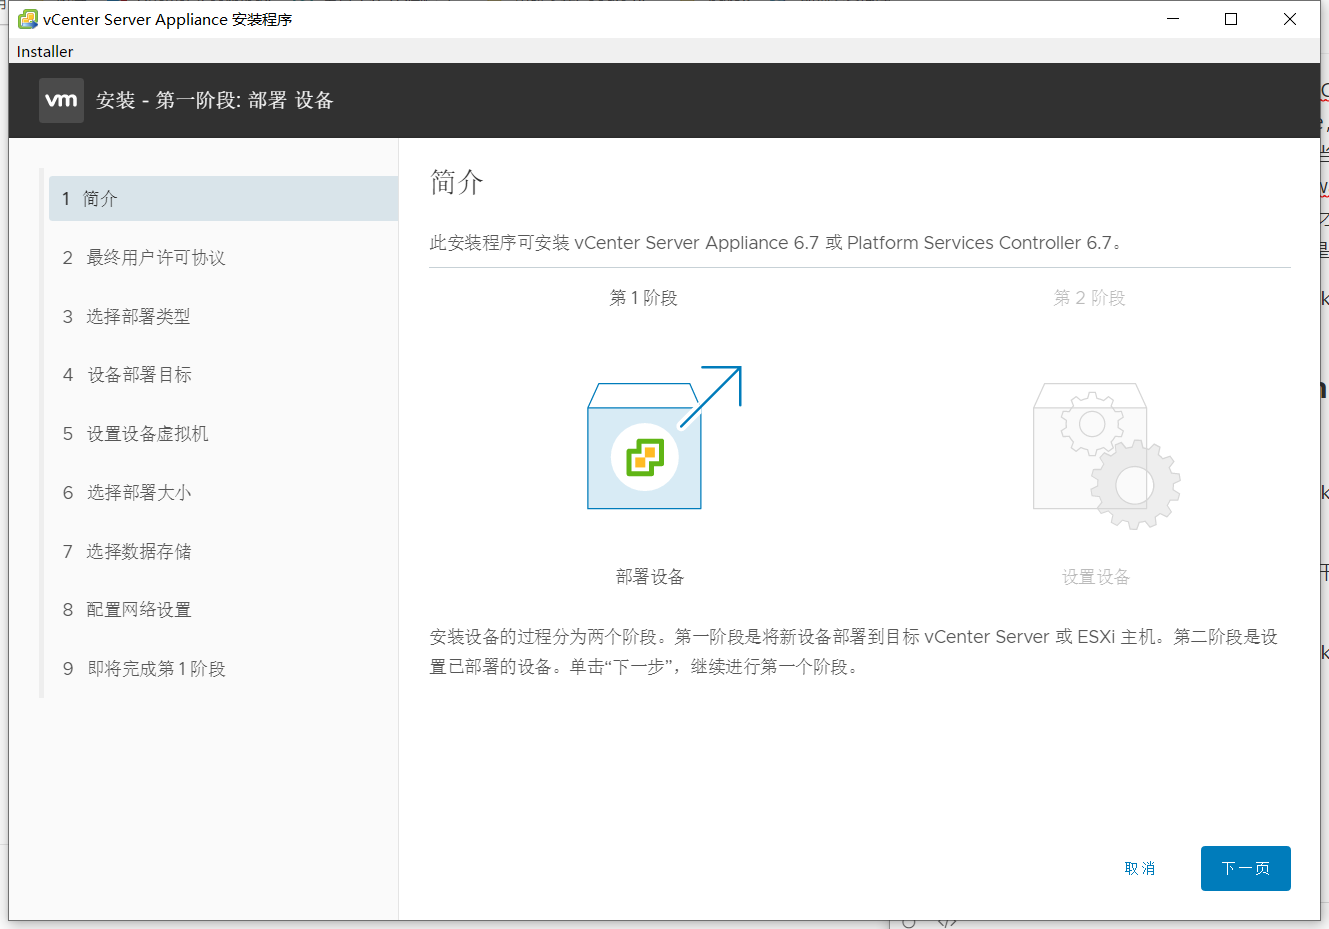 vCenter Server Appliance 安装程序
Installer
vm 安装 - 第一阶段: 部署 设备
1 简介
2 最终用户许可协议
3 选择部署类型
4 设备部署目标
5 设置设备虚拟机
6 选择部署大小
7 选择数据存储
8 配置网络设置
9 即将完成第 1 阶段
简介
此安装程序可安装 vCenter Server Appliance 6.7 或 Platform Services Controller 6.7。
第 1 阶段
第 2 阶段
部署设备
设置设备
安装设备的过程分为两个阶段。第一阶段是将新设备部署到目标 vCenter Server 或 ESXi 主机。第二阶段是设
置已部署的设备。单击“下一步”，继续进行第一个阶段。
取消
下一页